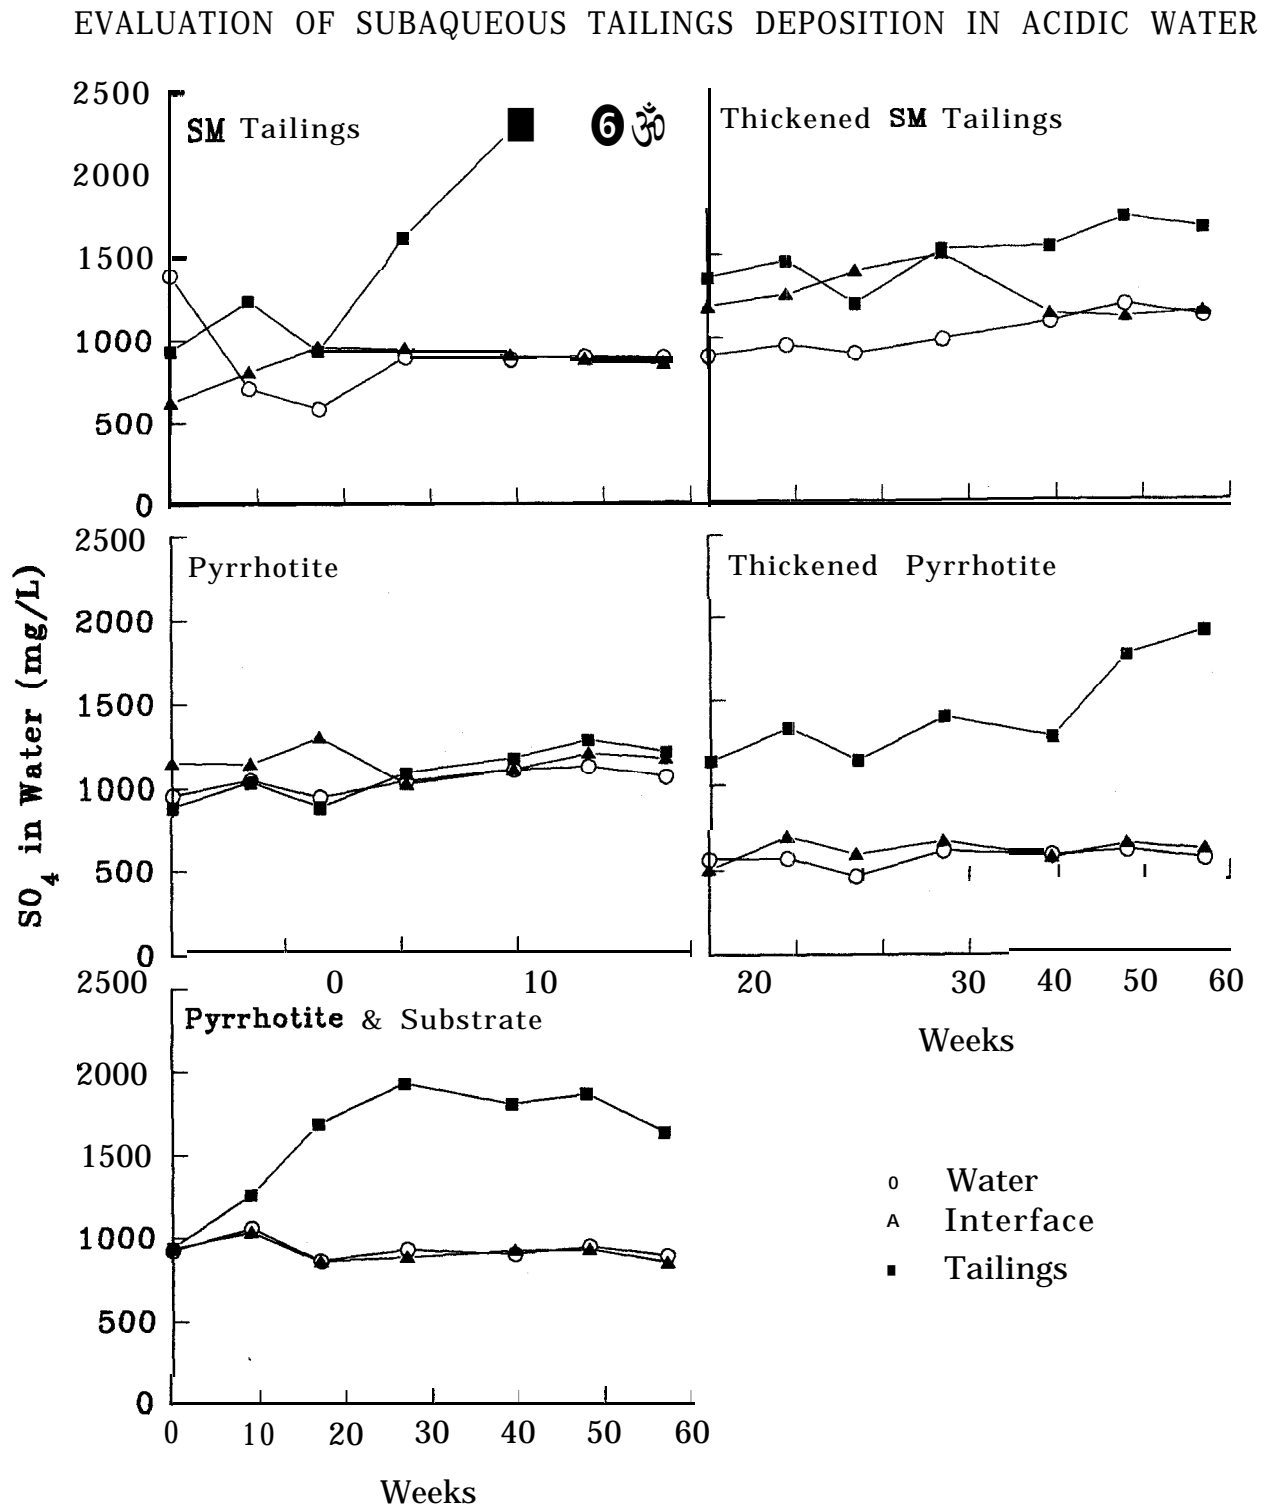 EVALUATION OF SUBAQUEOUS TAILINGS DEPOSITION IN ACIDIC WATER
2500
SM Tailings
❻ॐ
Thickened SM Tailings
2000
1500
1000
500
0
2500
Pyrrhotite
Thickened Pyrrhotite
2000
1500
1000
500
0
SO4 in Water (mg/L)
0 10 20 30 40 50 60
Weeks
2500
Pyrrhotite & Substrate
2000
1500
1000
500
0
0 10 20 30 40 50 60
Weeks
0 Water
A Interface
■ Tailings